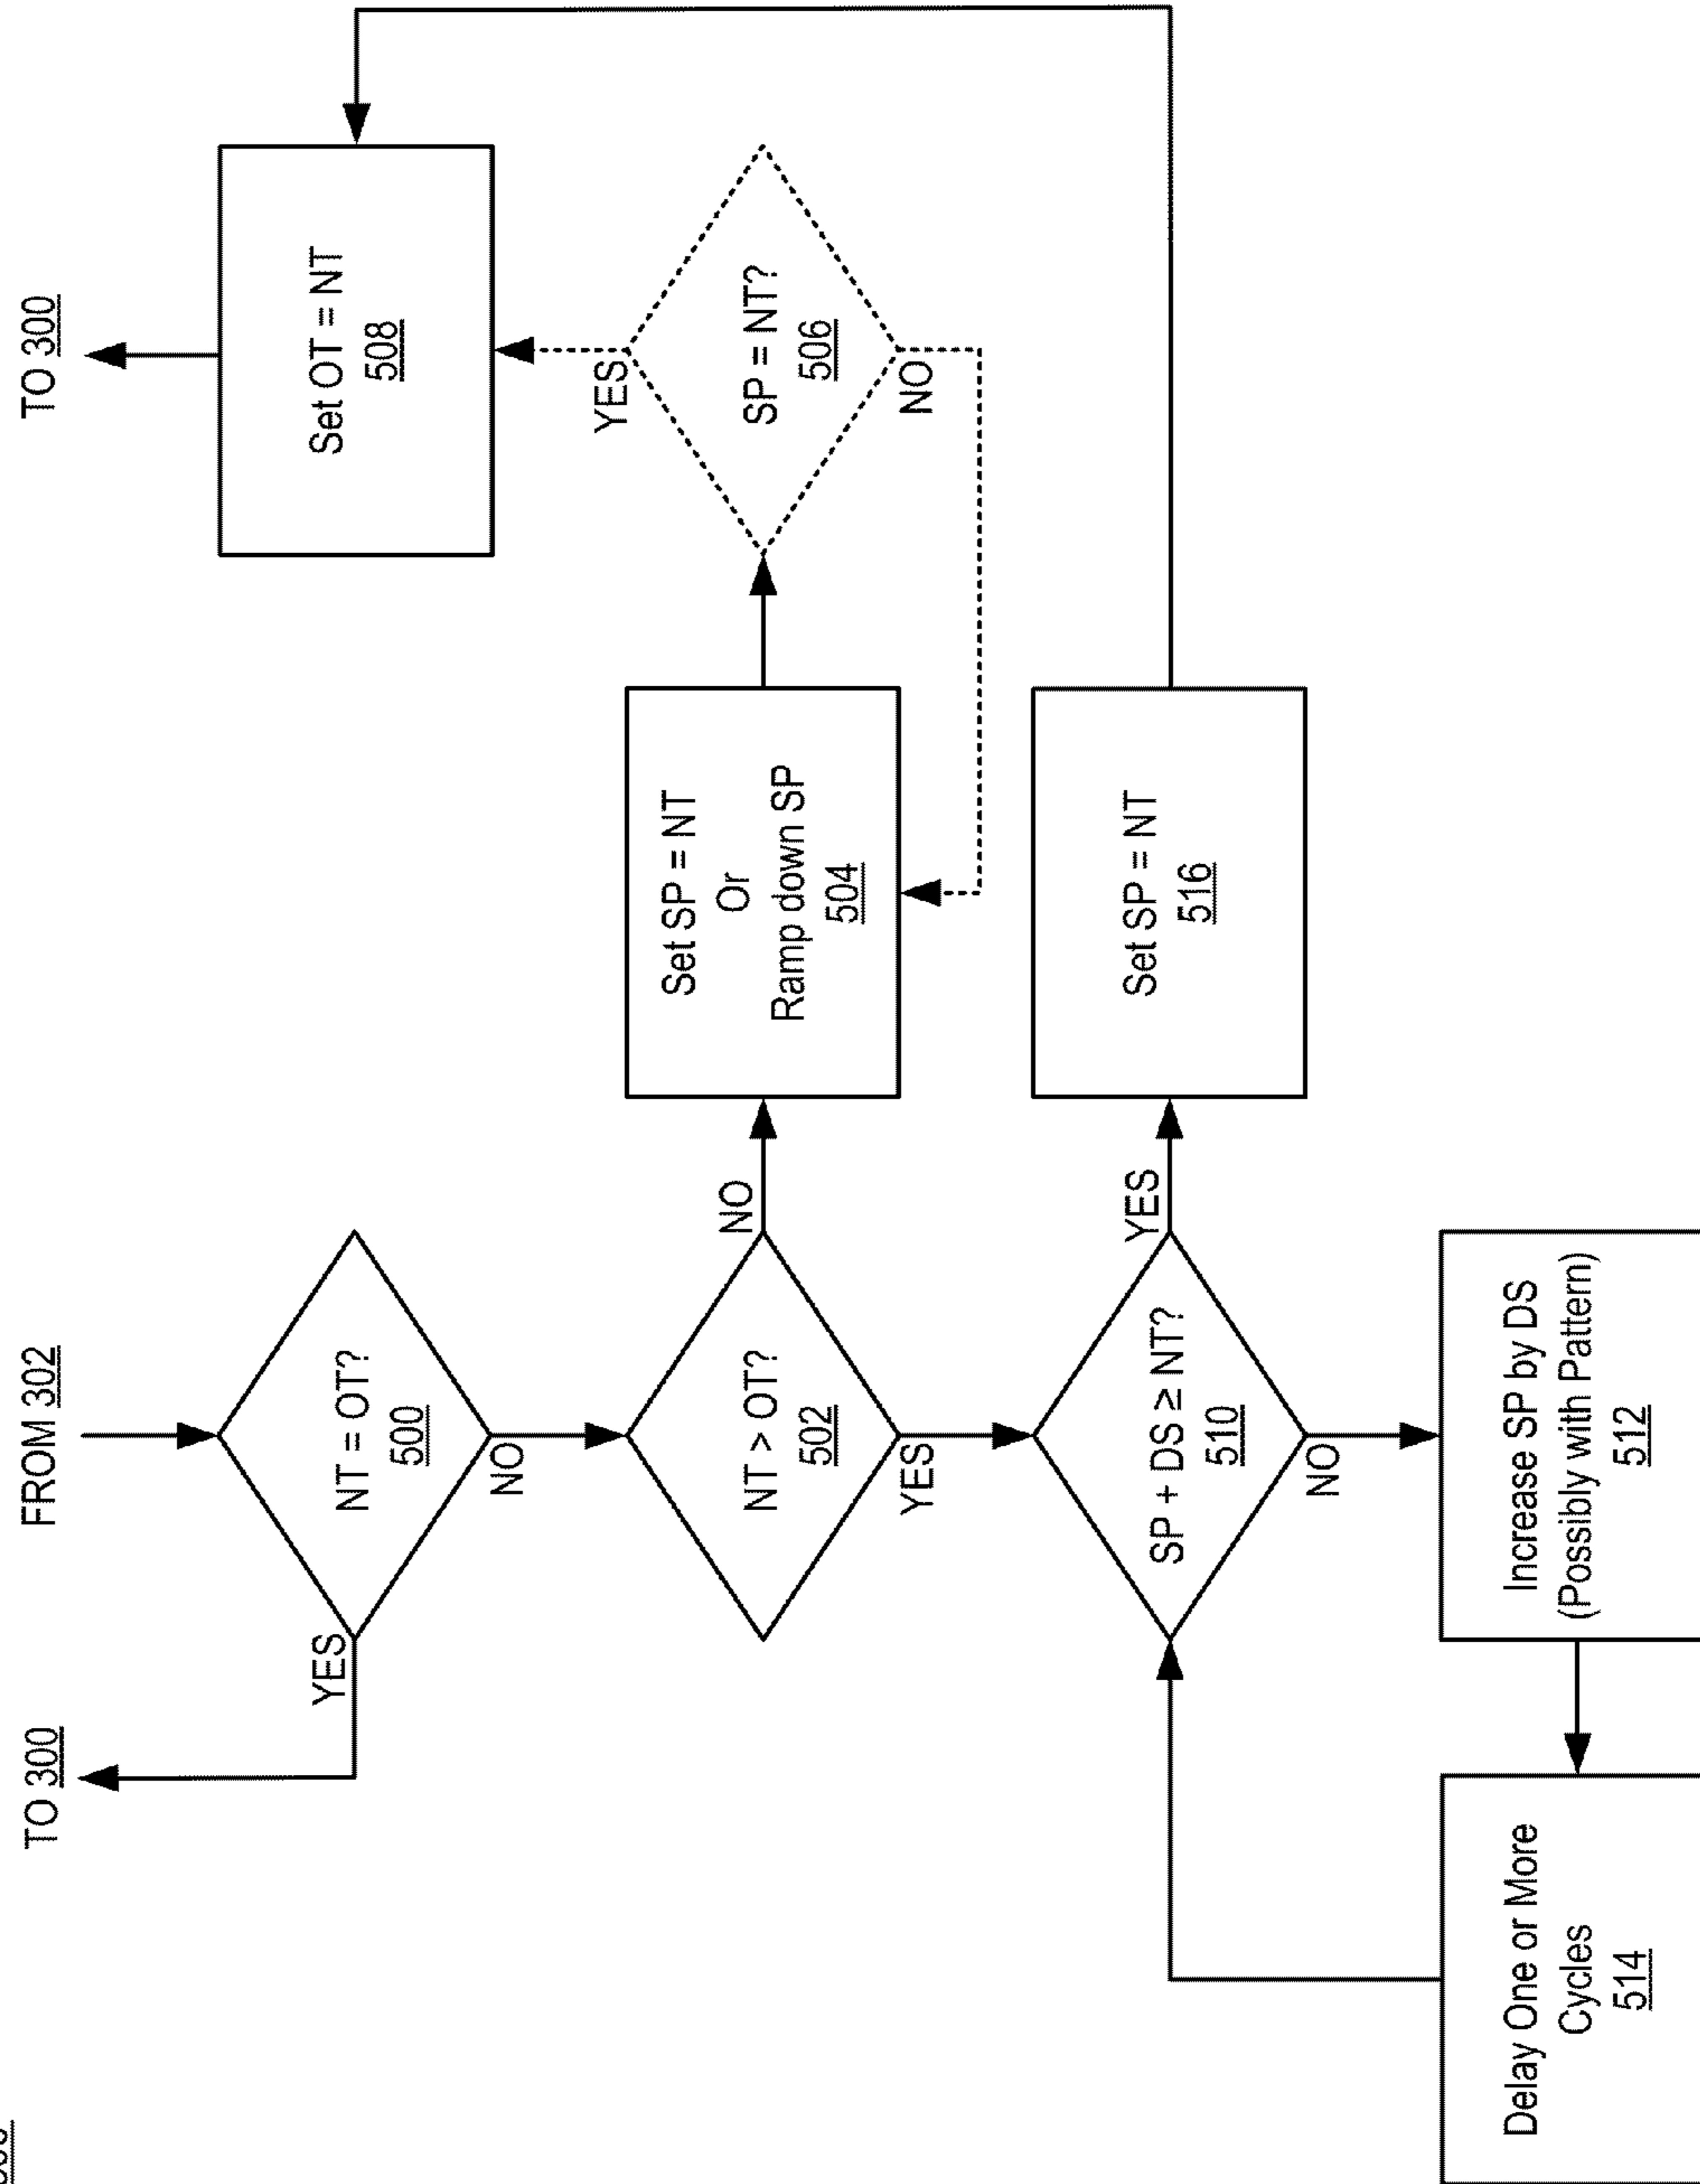 TO 300
FROM 302
TO 300
NT = OT?
500
YES
NO
Set OT = NT
508
NT > OT?
502
NO
YES
Set SP = NT
Or
Ramp down SP
504
SP = NT?
506
YES
NO
SP + DS ≥ NT?
510
YES
NO
Set SP = NT
516
Delay One or More
Cycles
514
Increase SP by DS
(Possibly with Pattern)
512